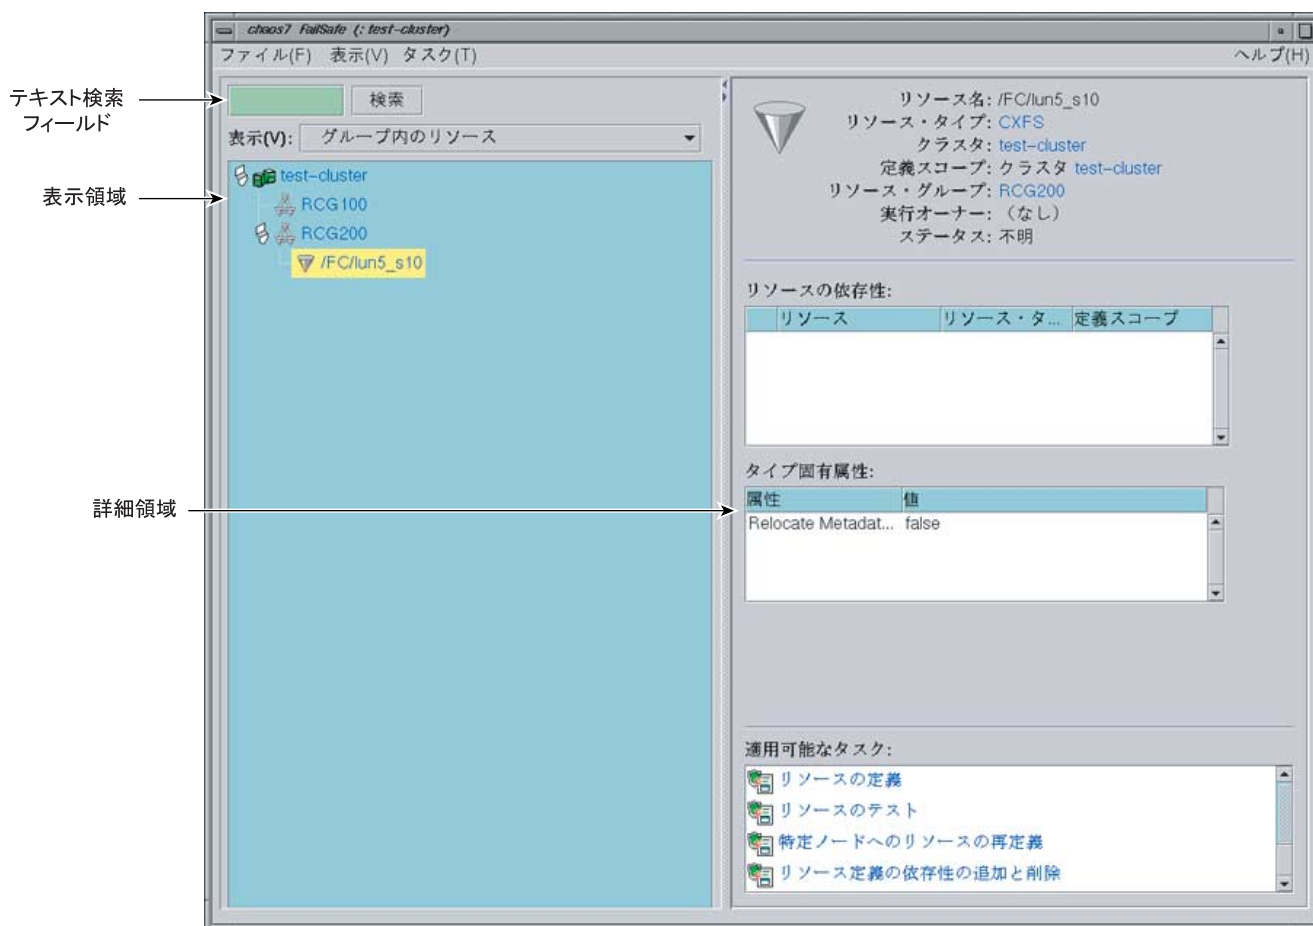 chaos7 FailSafe (: test-cluster)
ファイル(F) 表示(V) タスク(T) ヘルプ(H)
テキスト検索
フィールド
検索
表示(V): グループ内のリソース
表示領域
test-cluster
RCG100
RCG200
/FC/lun5_s10
リソース名: /FC/lun5_s10
リソース・タイプ: CXFS
クラスタ: test-cluster
定義スコープ: クラスタ test-cluster
リソース・グループ: RCG200
実行オーナー: (なし)
ステータス: 不明
リソースの依存性:
リソース リソース・タ... 定義スコープ
タイプ固有属性:
詳細領域
属性 値
Relocate Metadat... false
適用可能なタスク:
リソースの定義
リソースのテスト
特定ノードへのリソースの再定義
リソース定義の依存性の追加と削除